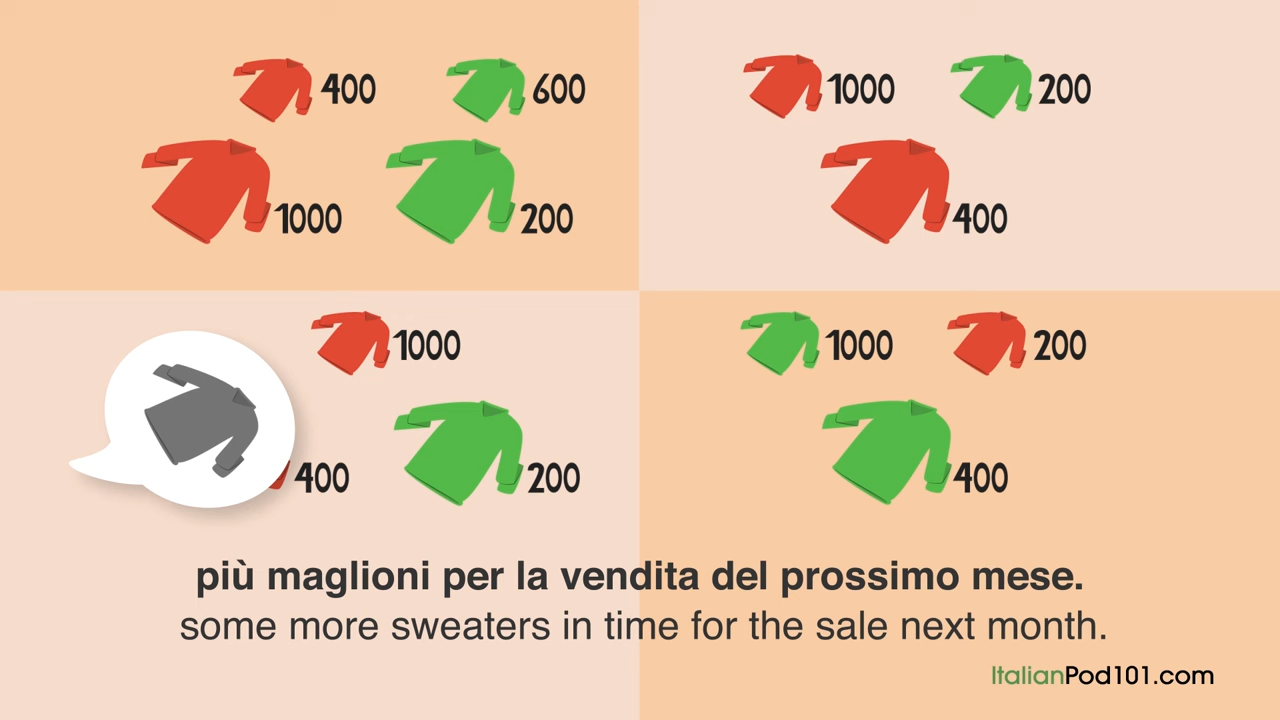 400 600
1000 200
1000 200
400
1000
400 200
1000 200
400
più maglioni per la vendita del prossimo mese.
some more sweaters in time for the sale next month.
ItalianPod101.com